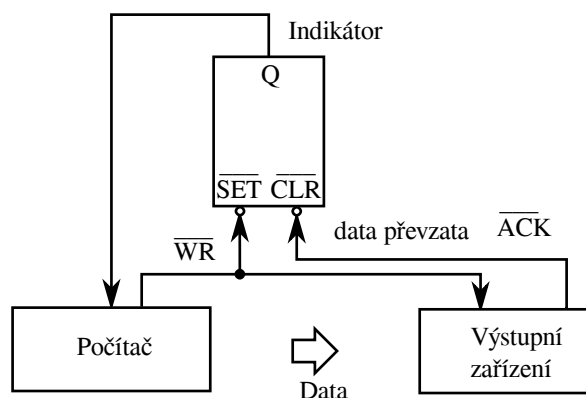 Indikátor
Q
SET CLR
data převzata ACK
WR
Počítač
Výstupní
zařízení
Data